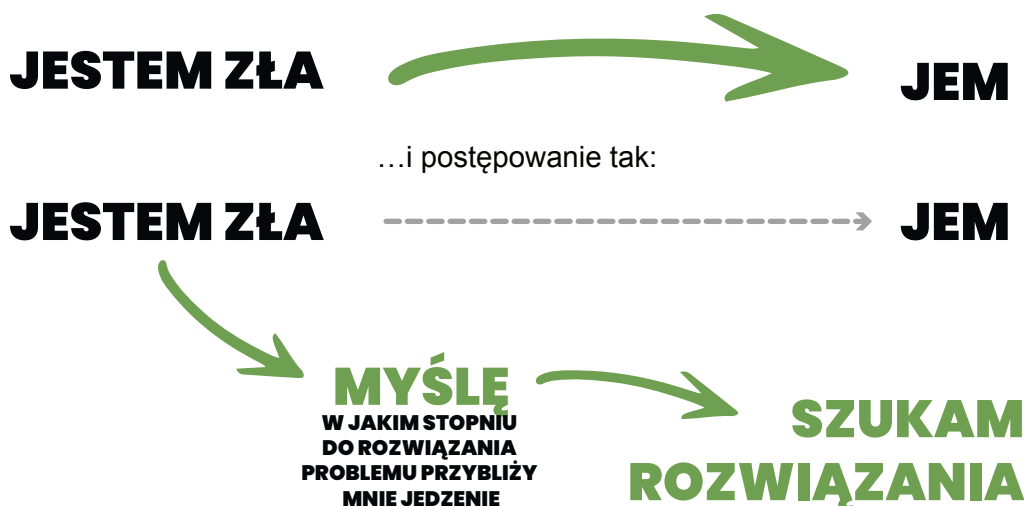 JESTEM ZŁA
JEM
…i postępowanie tak:
JESTEM ZŁA
JEM
MYŚLĘ
W JAKIM STOPNIU
DO ROZWIĄZANIA
PROBLEMU PRZYBLIŻY
MNIE JEDZENIE
SZUKAM
ROZWIĄZANIA